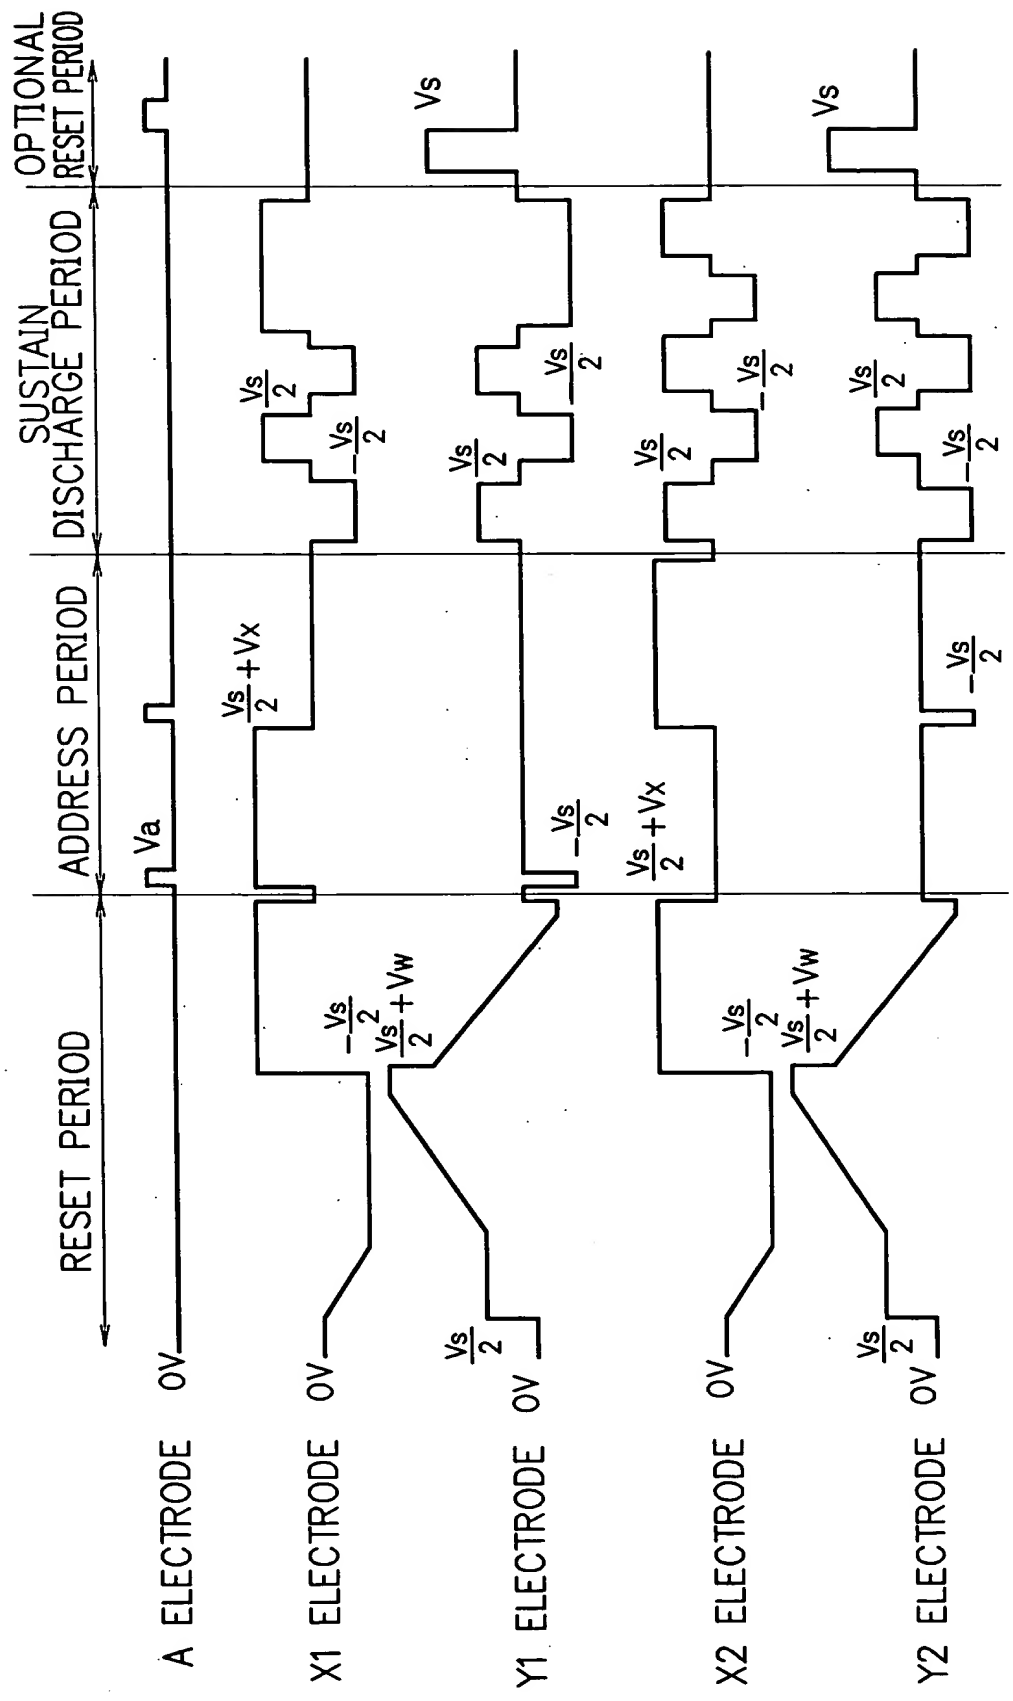 RESET PERIOD
ADDRESS PERIOD
SUSTAIN
DISCHARGE PERIOD
OPTIONAL
RESET PERIOD
A ELECTRODE 0V
Va
X1 ELECTRODE 0V
-Vs/2
Vs/2+Vx
-Vs/2
Vs/2
Y1 ELECTRODE 0V
Vs/2
Vs/2+Vw
-Vs/2
Vs/2
-Vs/2
Vs
X2 ELECTRODE 0V
-Vs/2
Vs/2+Vx
Vs/2
-Vs/2
Y2 ELECTRODE 0V
Vs/2
Vs/2+Vw
-Vs/2
-Vs/2
Vs/2
Vs